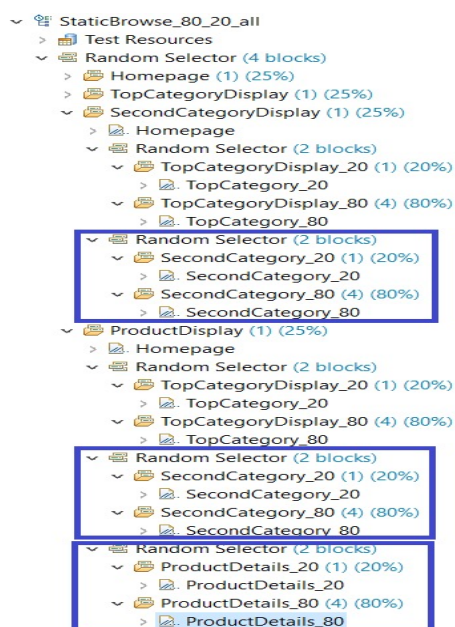 StaticBrowse_80_20_all
Test Resources
Random Selector (4 blocks)
Homepage (1) (25%)
TopCategoryDisplay (1) (25%)
SecondCategoryDisplay (1) (25%)
Homepage
Random Selector (2 blocks)
TopCategoryDisplay_20 (1) (20%)
TopCategory_20
TopCategoryDisplay_80 (4) (80%)
TopCategory_80
Random Selector (2 blocks)
SecondCategory_20 (1) (20%)
SecondCategory_20
SecondCategory_80 (4) (80%)
SecondCategory_80
ProductDisplay (1) (25%)
Homepage
Random Selector (2 blocks)
TopCategoryDisplay_20 (1) (20%)
TopCategory_20
TopCategoryDisplay_80 (4) (80%)
TopCategory_80
Random Selector (2 blocks)
SecondCategory_20 (1) (20%)
SecondCategory_20
SecondCategory_80 (4) (80%)
SecondCategory_80
Random Selector (2 blocks)
ProductDetails_20 (1) (20%)
ProductDetails_20
ProductDetails_80 (4) (80%)
ProductDetails_80